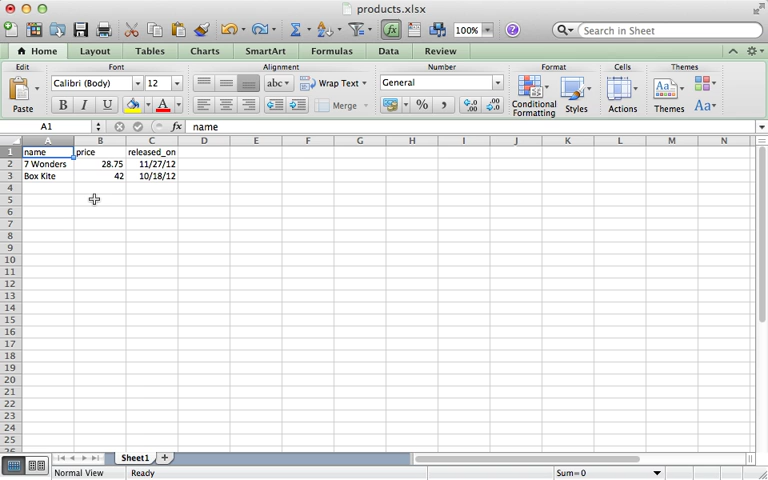 products.xlsx
100% Search in Sheet
Home Layout Tables Charts SmartArt Formulas Data Review
Edit Font Alignment Number Format Cells Themes
Paste Calibri (Body) 12 abc Wrap Text General Conditional Formatting Styles Actions Themes Aa
B I U A Merge % ,
A1 fx name
A B C D E F G H I J K L M N
1 name price released_on
2 7 Wonders 28.75 11/27/12
3 Box Kite 42 10/18/12
4
5
6
7
8
9
10
11
12
13
14
15
16
17
18
19
20
21
22
23
24
25
Sheet1
Normal View Ready Sum=0